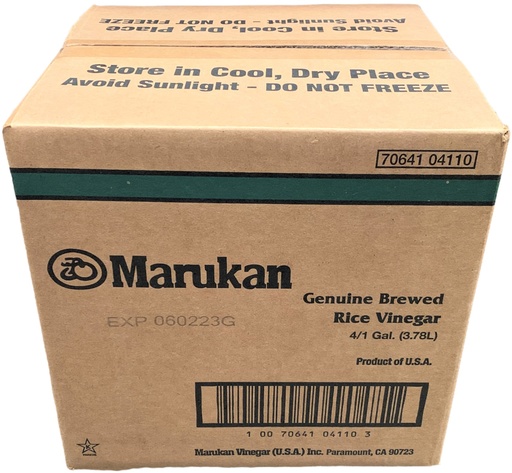 Store in Cool, Dry Place
Avoid Sunlight - DO NOT FREEZE
Store in Cool, Dry Place
Avoid Sunlight - DO NOT FREEZE
70641 04110
Marukan
EXP 060223G
Genuine Brewed
Rice Vinegar
4/1 Gal. (3.78L)
Product of U.S.A.
1 00 70641 04110 3
K
Marukan Vinegar (U.S.A.) Inc. Paramount, CA 90723